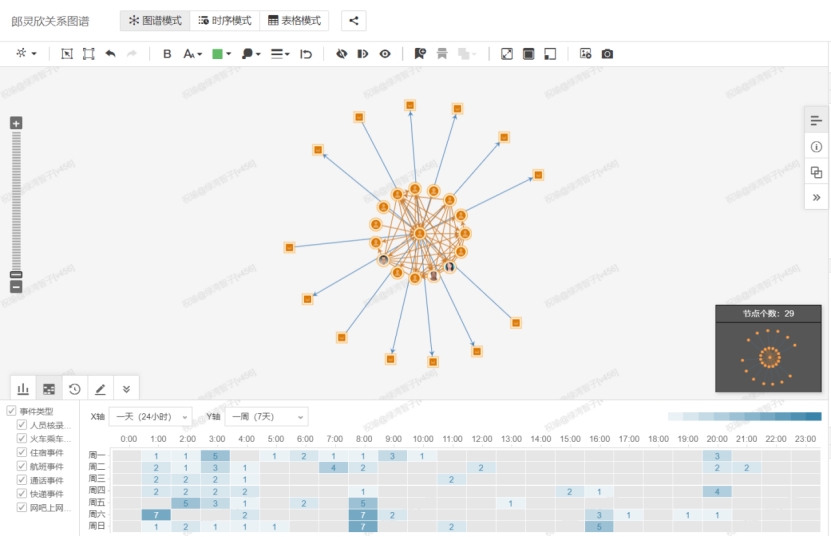 郎灵欣关系图谱 图谱模式 时序模式 表格模式
B A
节点个数：29
事件类型
人员核录...
火车乘车...
住宿事件
航班事件
通话事件
快递事件
网吧上网...
X轴 一天（24小时） Y轴 一周（7天）
0:00 1:00 2:00 3:00 4:00 5:00 6:00 7:00 8:00 9:00 10:00 11:00 12:00 13:00 14:00 15:00 16:00 17:00 18:00 19:00 20:00 21:00 22:00 23:00
周一 1 1 5 1 2 1 1 3 1 3
周二 2 1 3 1 4 2 2 2 2
周三 2 2 2 1 2
周四 2 2 2 2 1 2 1 4
周五 5 3 1 2 5 1
周六 7 2 7 2 3 1 1 1
周日 1 2 1 1 1 7 2 5